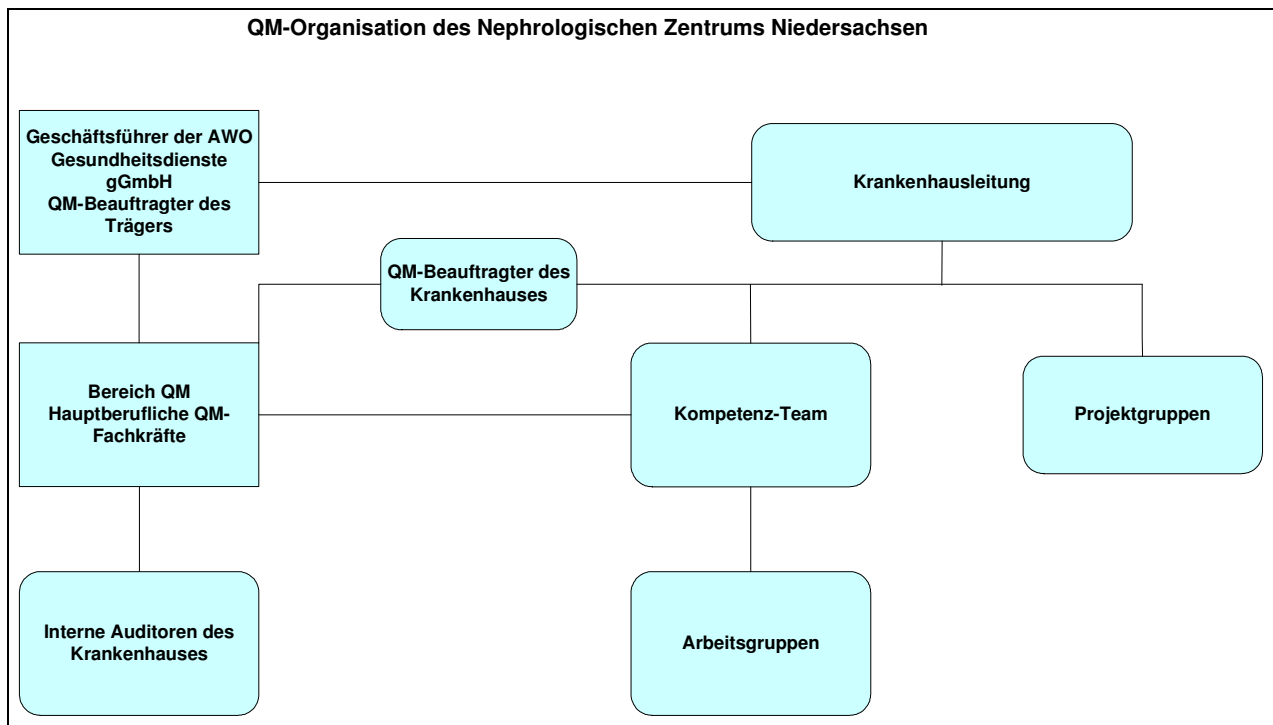 QM-Organisation des Nephrologischen Zentrums Niedersachsen
Geschäftsführer der AWO
Gesundheitsdienste
gGmbH
QM-Beauftragter des
Trägers
Krankenhausleitung
QM-Beauftragter des
Krankenhauses
Bereich QM
Hauptberufliche QM-
Fachkräfte
Kompetenz-Team
Projektgruppen
Interne Auditoren des
Krankenhauses
Arbeitsgruppen